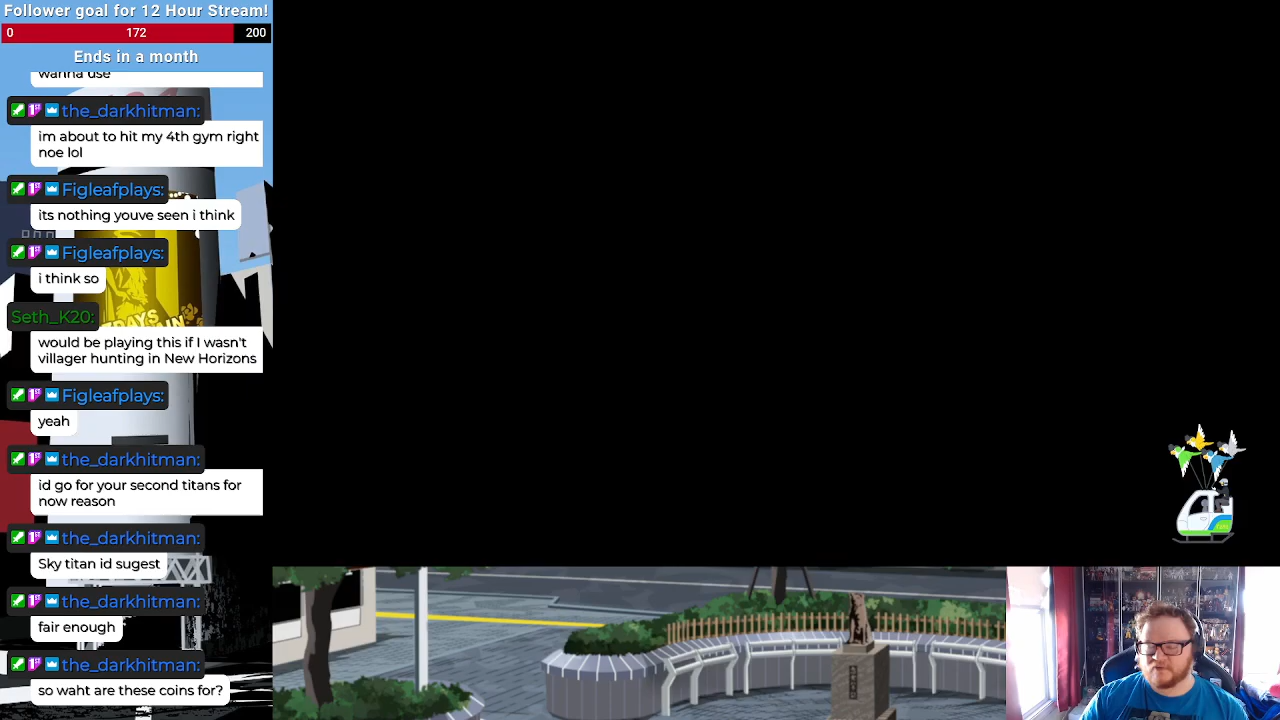 Follower goal for 12 Hour Stream!
0 172 200
Ends in a month
wanna use
the_darkhitman:
im about to hit my 4th gym right
noe lol
Figleafplays:
its nothing youve seen i think
Figleafplays:
i think so
Seth_K20:
would be playing this if I wasn't
villager hunting in New Horizons
Figleafplays:
yeah
the_darkhitman:
id go for your second titans for
now reason
the_darkhitman:
Sky titan id sugest
the_darkhitman:
fair enough
the_darkhitman:
so waht are these coins for?